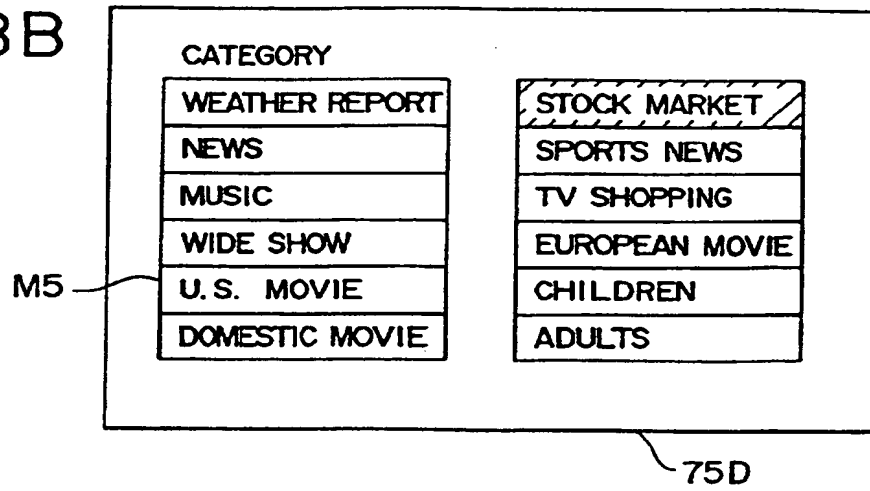 3B
CATEGORY
WEATHER REPORT
NEWS
MUSIC
WIDE SHOW
U.S. MOVIE
DOMESTIC MOVIE
STOCK MARKET
SPORTS NEWS
TV SHOPPING
EUROPEAN MOVIE
CHILDREN
ADULTS
M5
75D